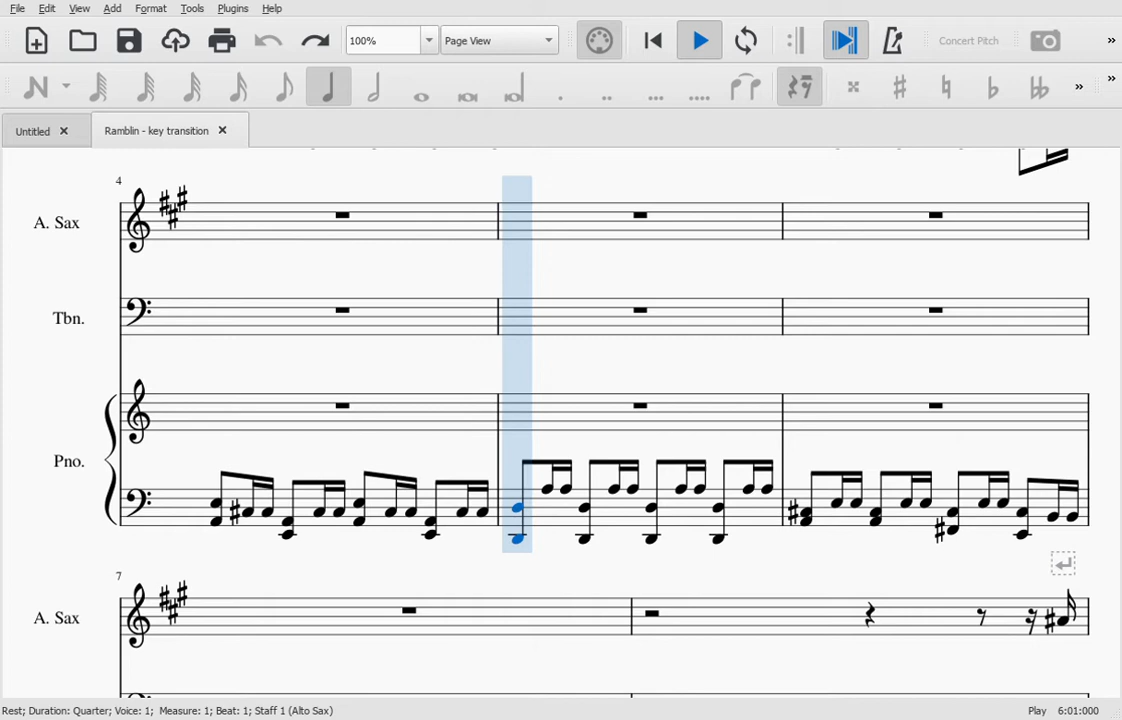 File Edit View Add Format Tools Plugins Help
100% Page View Concert Pitch »
» »
Untitled × Ramblin - key transition ×
4
A. Sax
Tbn.
Pno.
7
A. Sax
Rest; Duration: Quarter; Voice: 1; Measure: 1; Beat: 1; Staff 1 (Alto Sax) Play 6:01:000